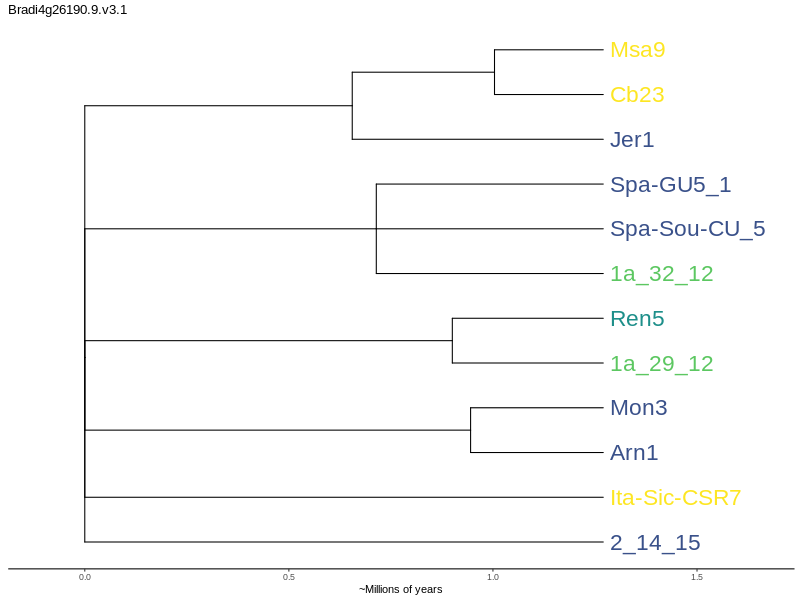 Bradi4g26190.9.v3.1
Msa9
Cb23
Jer1
Spa-GU5_1
Spa-Sou-CU_5
1a_32_12
Ren5
1a_29_12
Mon3
Arn1
Ita-Sic-CSR7
2_14_15
0.0 0.5 1.0 1.5
~Millions of years